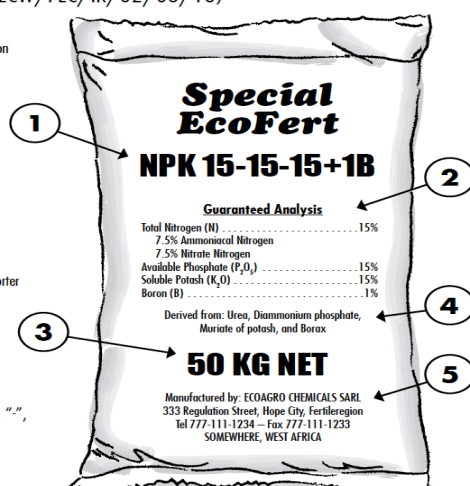 Special
EcoFert
NPK 15-15-15+1B
Guaranteed Analysis
Total Nitrogen (N) . . . . . . . . . . . . . . . . . . . . . . . . 15%
7.5% Ammoniacal Nitrogen
7.5% Nitrate Nitrogen
Available Phosphate (P₂O₅) . . . . . . . . . . . . . . . . . . 15%
Soluble Potash (K₂O) . . . . . . . . . . . . . . . . . . . . . . 15%
Boron (B) . . . . . . . . . . . . . . . . . . . . . . . . . . . . . . 1%
Derived from: Urea, Diammonium phosphate,
Muriate of potash, and Borax
50 KG NET
Manufactured by: ECOAGRO CHEMICALS SARL
333 Regulation Street, Hope City, Fertileregion
Tel 777-111-1234 – Fax 777-111-1233
SOMEWHERE, WEST AFRICA
1
2
3
4
5
"-",